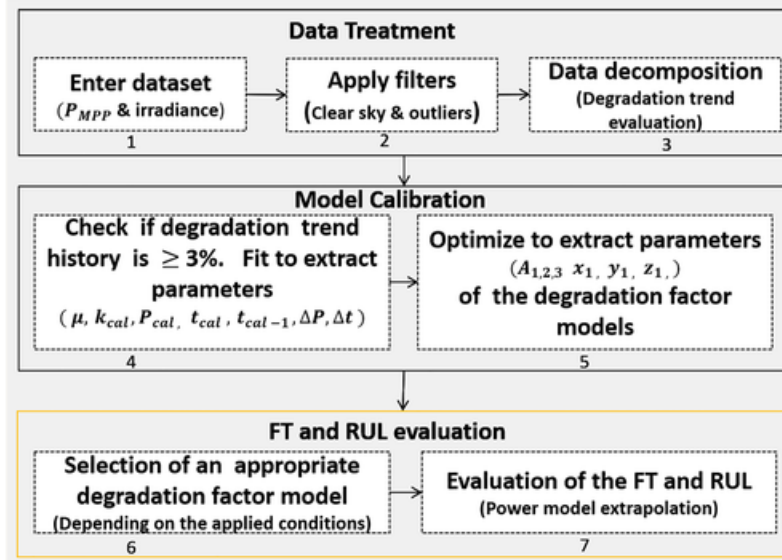 Data Treatment
Enter dataset
(P_MPP & irradiance)
1
Apply filters
(Clear sky & outliers)
2
Data decomposition
(Degradation trend
evaluation)
3
Model Calibration
Check if degradation trend
history is ≥ 3%. Fit to extract
parameters
( μ, k_cal, P_cal, t_cal, t_cal−1, ΔP, Δt )
4
Optimize to extract parameters
(A_1,2,3 x_1, y_1, z_1,)
of the degradation factor
models
5
FT and RUL evaluation
Selection of an appropriate
degradation factor model
(Depending on the applied conditions)
6
Evaluation of the FT and RUL
(Power model extrapolation)
7